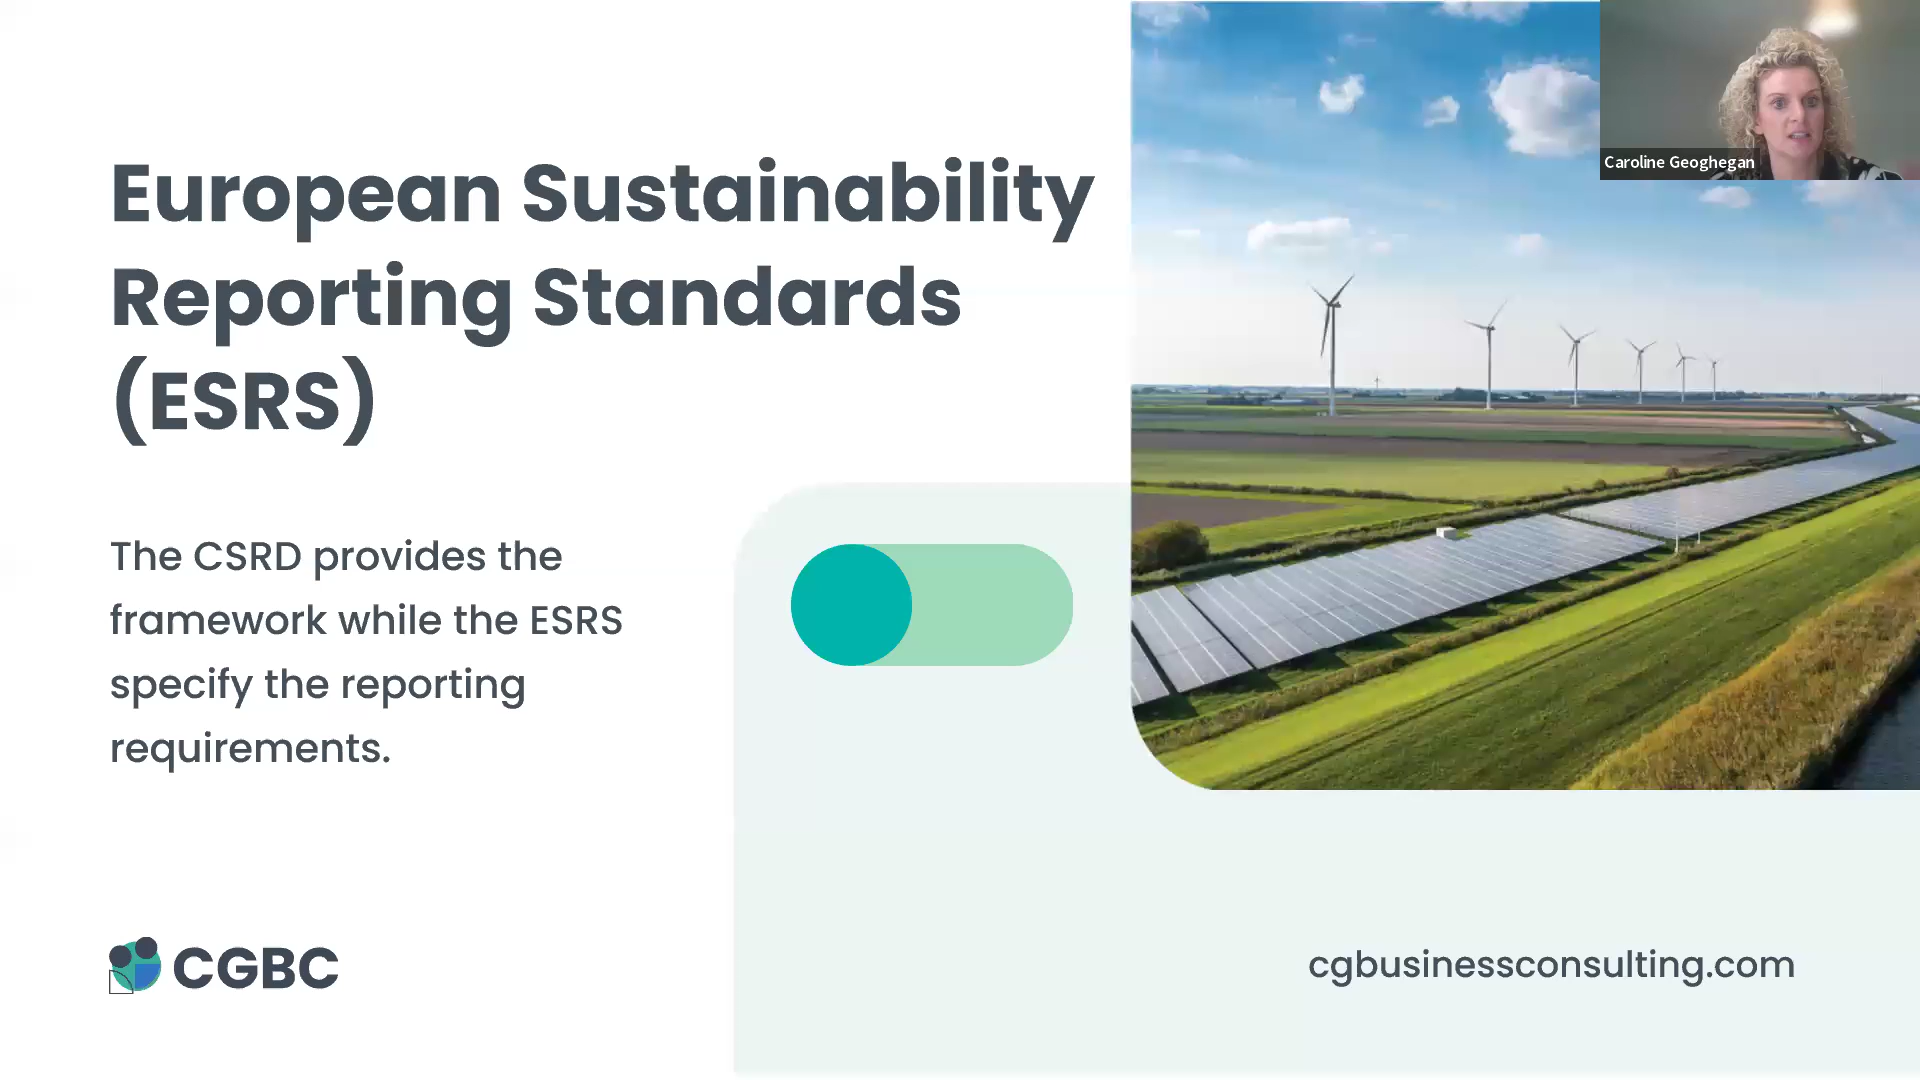 European Sustainability
Reporting Standards
(ESRS)
The CSRD provides the
framework while the ESRS
specify the reporting
requirements.
Caroline Geoghegan
CGBC
cgbusinessconsulting.com